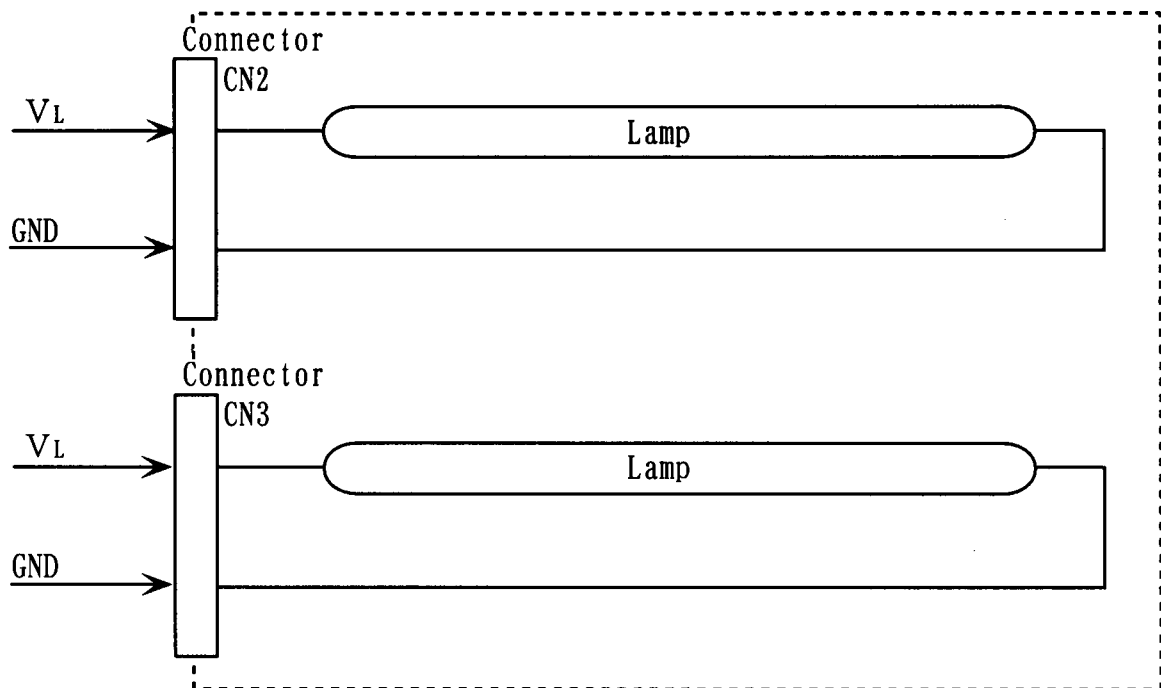 Connector
CN2
VL
Lamp
GND
Connector
CN3
VL
Lamp
GND